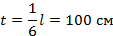 t = 1/6 l = 100 см